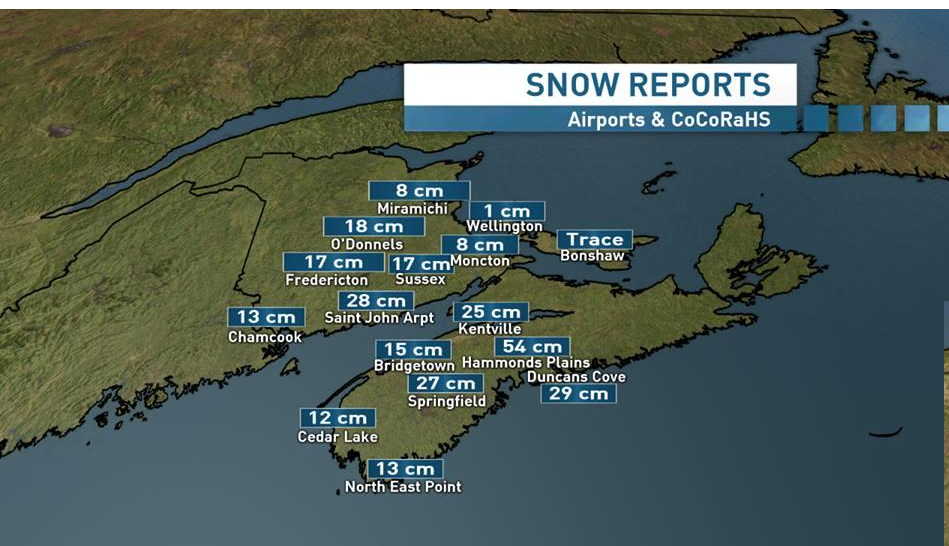 SNOW REPORTS
Airports & CoCoRaHS
8 cm
Miramichi
1 cm
Wellington
18 cm
O'Donnels
8 cm
Moncton
Trace
Bonshaw
17 cm
Fredericton
17 cm
Sussex
28 cm
Saint John Arpt
13 cm
Chamcook
25 cm
Kentville
15 cm
Bridgetown
54 cm
Hammonds Plains
Duncans Cove
29 cm
27 cm
Springfield
12 cm
Cedar Lake
13 cm
North East Point